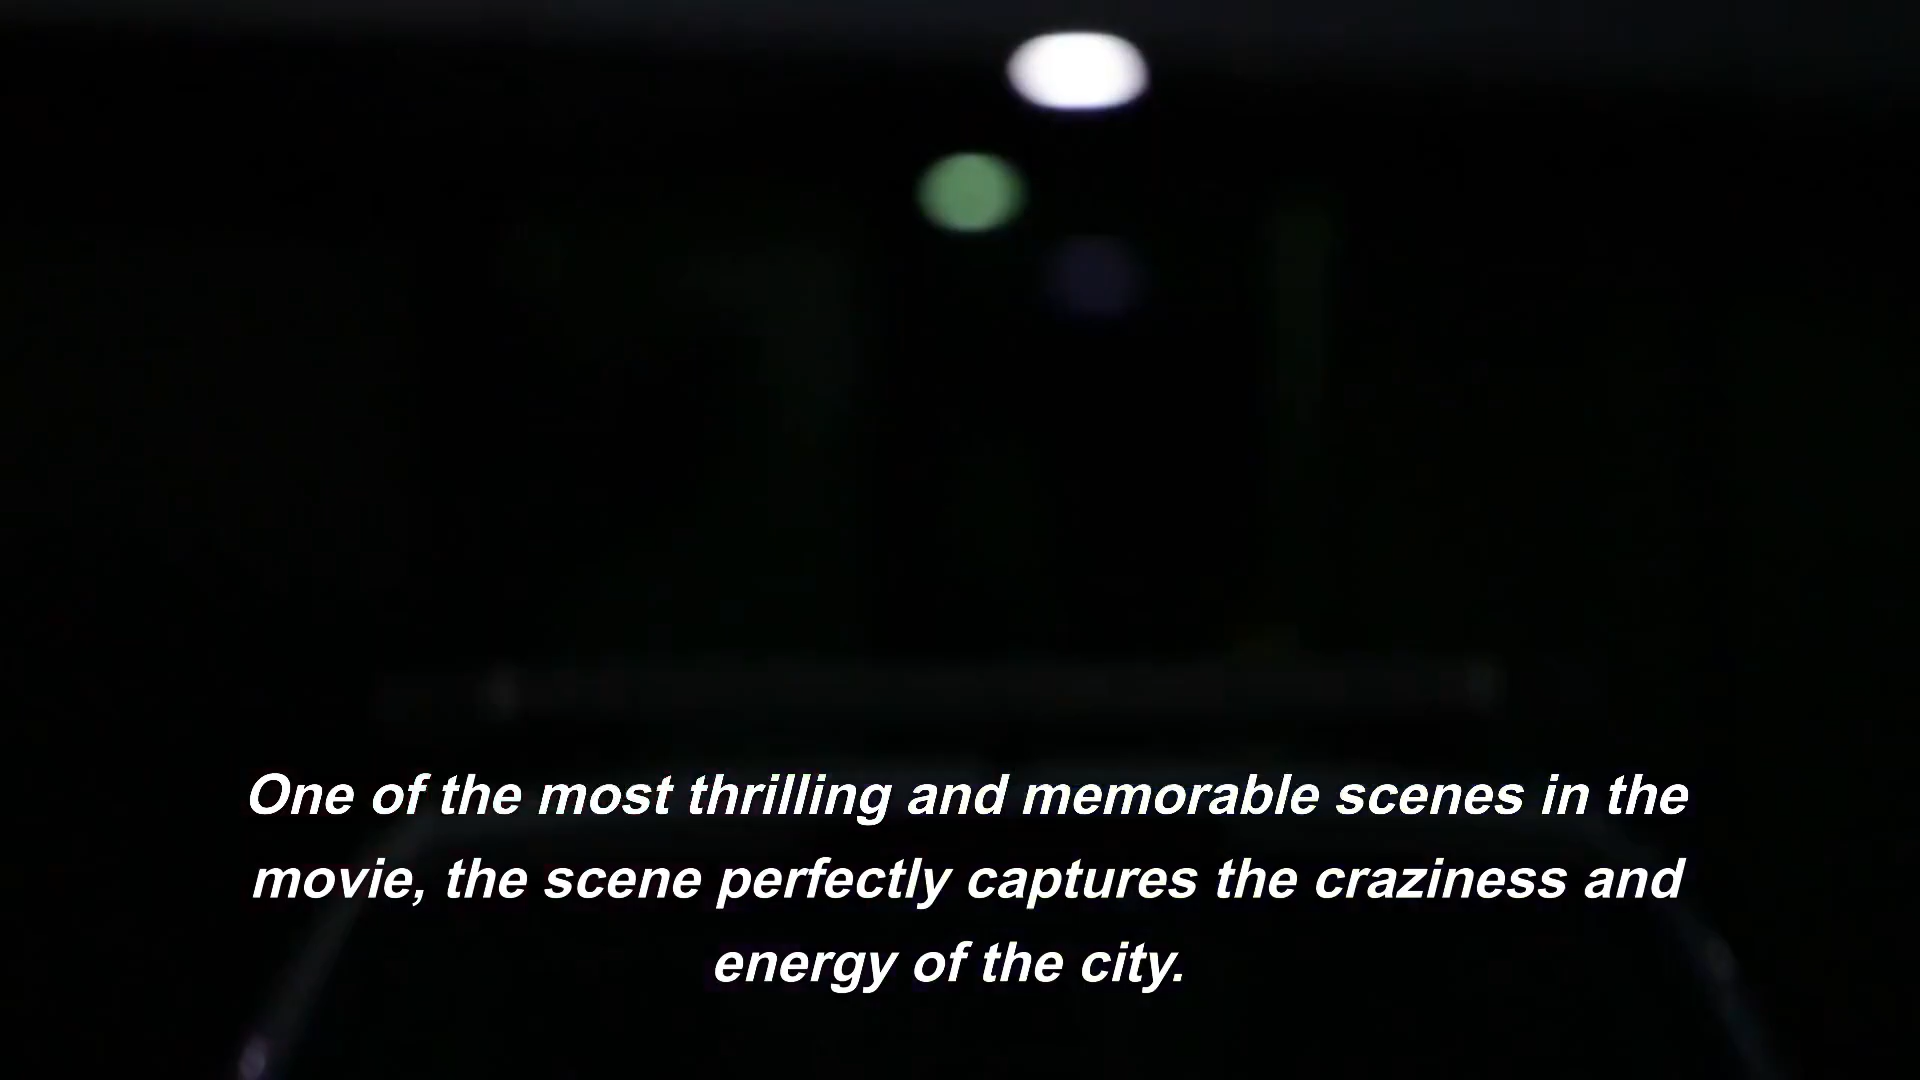 One of the most thrilling and memorable scenes in the
movie, the scene perfectly captures the craziness and
energy of the city.